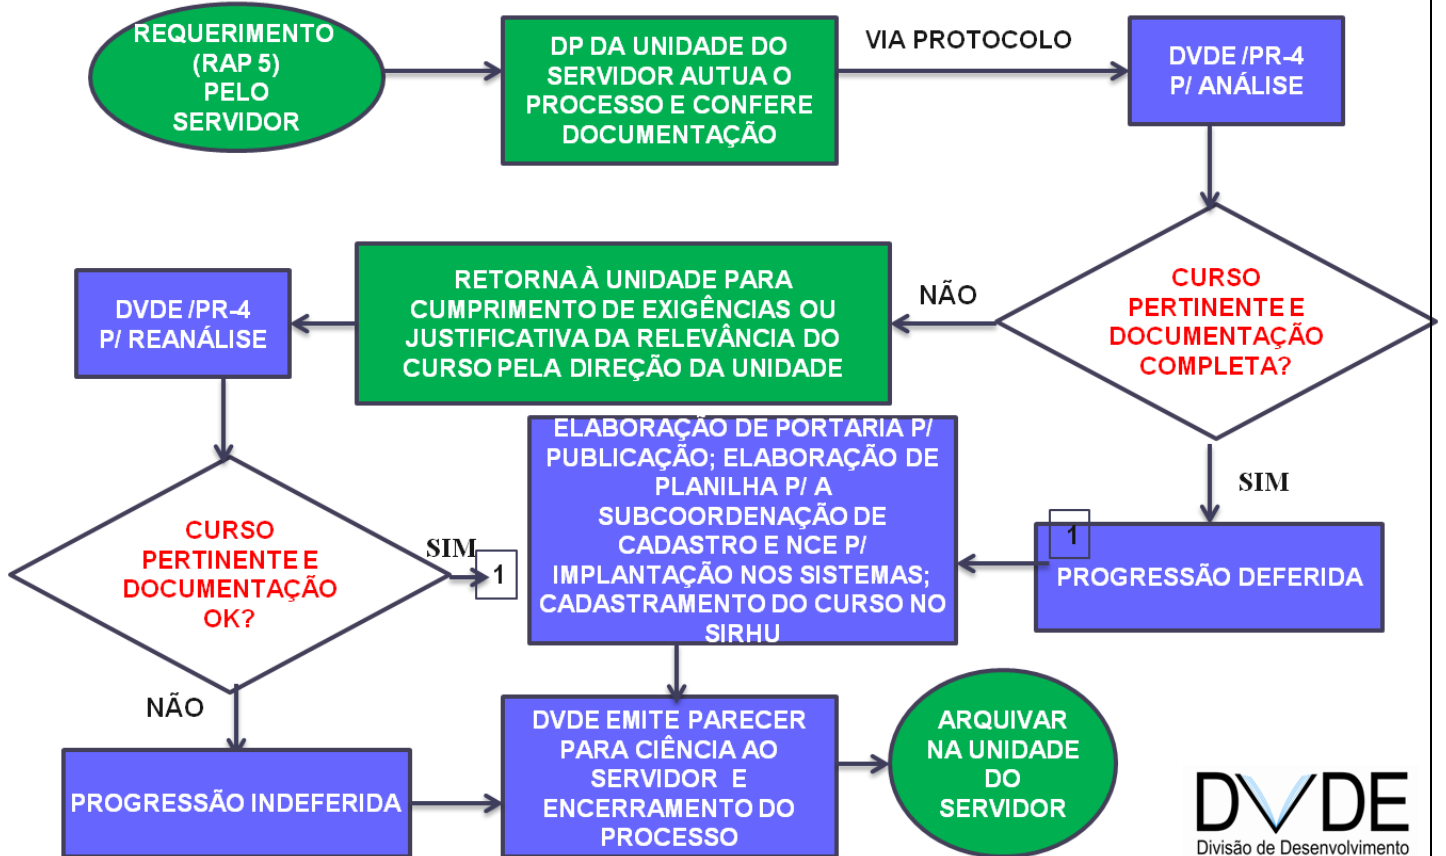 REQUERIMENTO
(RAP 5)
PELO
SERVIDOR
DP DA UNIDADE DO
SERVIDOR AUTUA O
PROCESSO E CONFERE
DOCUMENTAÇÃO
VIA PROTOCOLO
DVDE /PR-4
P/ ANÁLISE
CURSO
PERTINENTE E
DOCUMENTAÇÃO
COMPLETA?
NÃO
RETORNA À UNIDADE PARA
CUMPRIMENTO DE EXIGÊNCIAS OU
JUSTIFICATIVA DA RELEVÂNCIA DO
CURSO PELA DIREÇÃO DA UNIDADE
DVDE /PR-4
P/ REANÁLISE
SIM
1
PROGRESSÃO DEFERIDA
ELABORAÇÃO DE PORTARIA P/
PUBLICAÇÃO; ELABORAÇÃO DE
PLANILHA P/ A
SUBCOORDENAÇÃO DE
CADASTRO E NCE P/
IMPLANTAÇÃO NOS SISTEMAS;
CADASTRAMENTO DO CURSO NO
SIRHU
CURSO
PERTINENTE E
DOCUMENTAÇÃO
OK?
SIM
1
NÃO
PROGRESSÃO INDEFERIDA
DVDE EMITE PARECER
PARA CIÊNCIA AO
SERVIDOR E
ENCERRAMENTO DO
PROCESSO
ARQUIVAR
NA UNIDADE
DO
SERVIDOR
DVDE
Divisão de Desenvolvimento